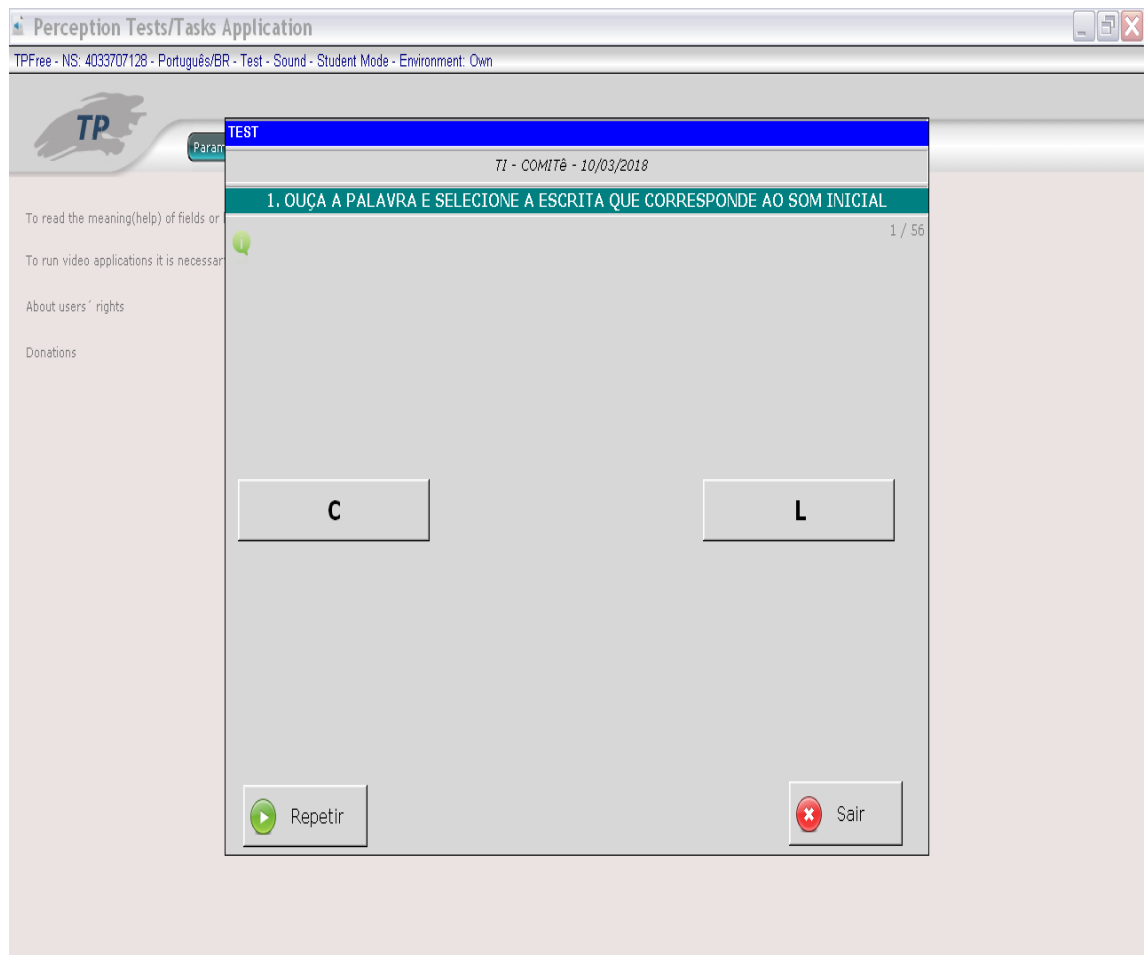 Perception Tests/Tasks Application
TPFree - NS: 4033707128 - Português/BR - Test - Sound - Student Mode - Environment: Own
TP
Param
TEST
TI - COMITê - 10/03/2018
1. OUÇA A PALAVRA E SELECIONE A ESCRITA QUE CORRESPONDE AO SOM INICIAL
1 / 56
To read the meaning(help) of fields or
To run video applications it is necessar
About users´ rights
Donations
C
L
Repetir
Sair